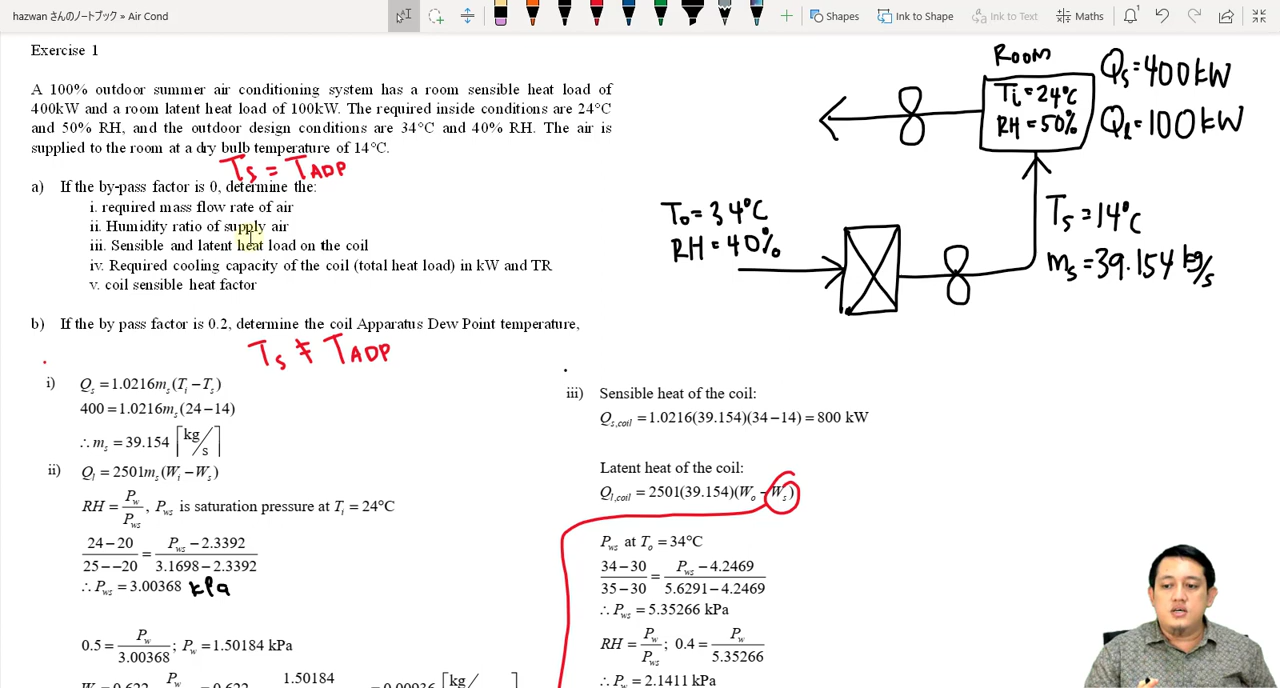 hazwan さんのノートブック » Air Cond
Shapes
Ink to Shape
Ink to Text
Maths
Exercise 1
A 100% outdoor summer air conditioning system has a room sensible heat load of
400kW and a room latent heat load of 100kW. The required inside conditions are 24°C
and 50% RH, and the outdoor design conditions are 34°C and 40% RH. The air is
supplied to the room at a dry bulb temperature of 14°C.
Ts = TADP
a) If the by-pass factor is 0, determine the:
i. required mass flow rate of air
ii. Humidity ratio of supply air
iii. Sensible and latent heat load on the coil
iv. Required cooling capacity of the coil (total heat load) in kW and TR
v. coil sensible heat factor
b) If the by pass factor is 0.2, determine the coil Apparatus Dew Point temperature,
Ts ≠ TADP
Room
Ti = 24°C
RH = 50%
Qs = 400kW
Ql = 100kW
To = 34°C
RH = 40%
Ts = 14°C
ms = 39.154 kg/s
i) Qs = 1.0216ms(Ti − Ts)
400 = 1.0216ms(24 − 14)
∴ ms = 39.154 [kg/s]
ii) Ql = 2501ms(Wi − Ws)
RH = Pw/Pws, Pws is saturation pressure at Ti = 24°C
24 − 20 / 25 − −20 = Pws − 2.3392 / 3.1698 − 2.3392
∴ Pws = 3.00368 kPa
0.5 = Pw / 3.00368; Pw = 1.50184 kPa
iii) Sensible heat of the coil:
Qs,coil = 1.0216(39.154)(34 − 14) = 800 kW
Latent heat of the coil:
Ql,coil = 2501(39.154)(Wo − Ws)
Pws at To = 34°C
34 − 30 / 35 − 30 = Pws − 4.2469 / 5.6291 − 4.2469
∴ Pws = 5.35266 kPa
RH = Pw/Pws; 0.4 = Pw / 5.35266
∴ Pw = 2.1411 kPa